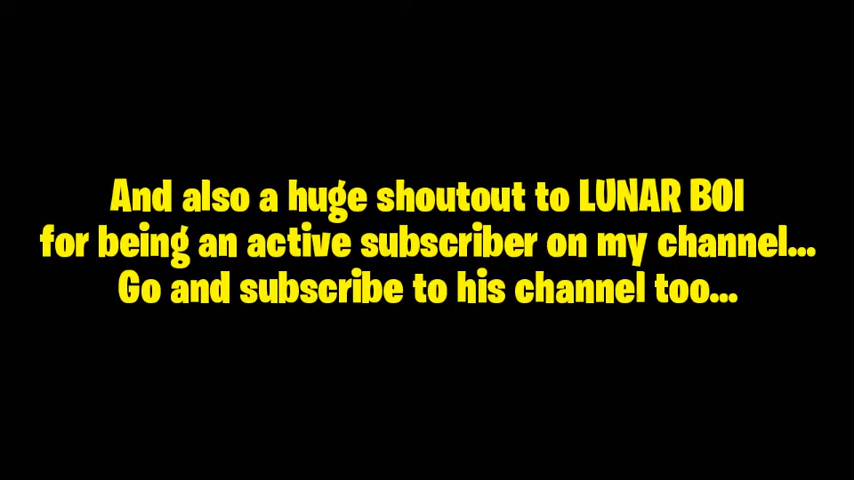 And also a huge shoutout to LUNAR BOI
for being an active subscriber on my channel...
Go and subscribe to his channel too...